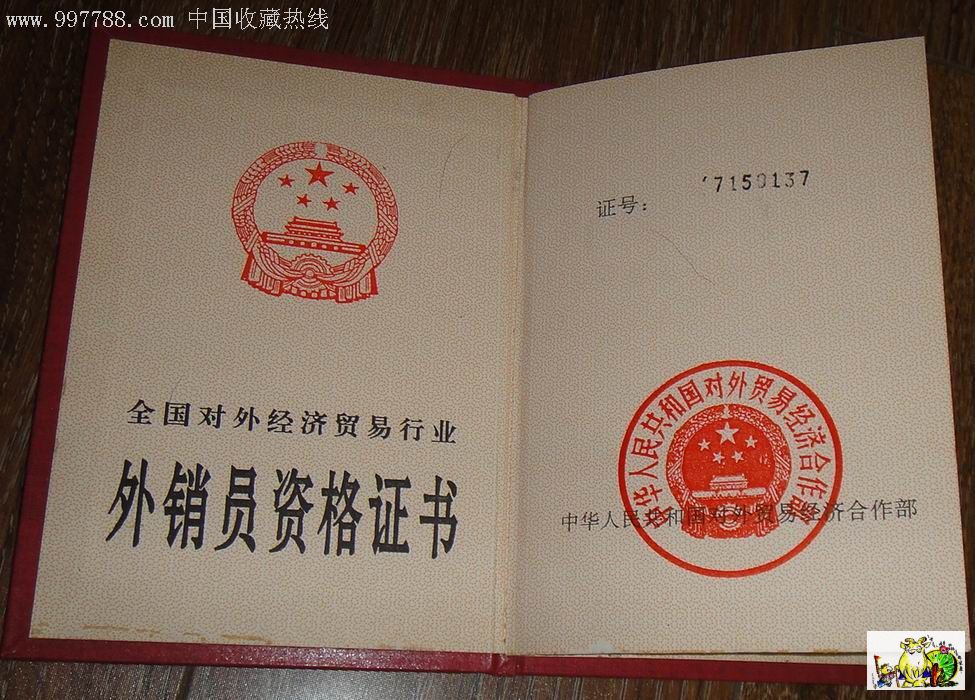 www.997788.com 中国收藏热线
全国对外经济贸易行业
外销员资格证书
证号：
'7150137
中华人民共和国对外贸易经济合作部
中华人民共和国对外贸易经济合作部